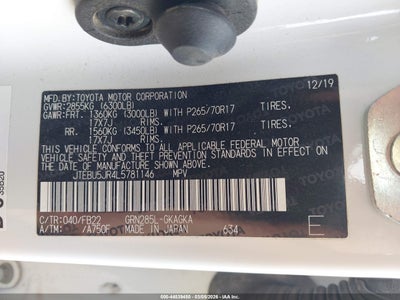 MFD.BY:TOYOTA MOTOR CORPORATION 12/19
GVWR: 2855KG (6300LB)
GAWR:FRT. 1360KG (3000LB) WITH P265/70R17 TIRES,
17X7J RIMS
RR. 1560KG (3450LB) WITH P265/70R17 TIRES,
17X7J RIMS
THIS VEHICLE CONFORMS TO ALL APPLICABLE FEDERAL MOTOR
VEHICLE SAFETY AND THEFT PREVENTION STANDARDS IN EFFECT ON
THE DATE OF MANUFACTURE SHOWN ABOVE.
JTEBU5JR4L5781146 MPV
C/TR:040/FB22 GRN285L-GKAGKA
A/TM: /A750F MADE IN JAPAN 634 E